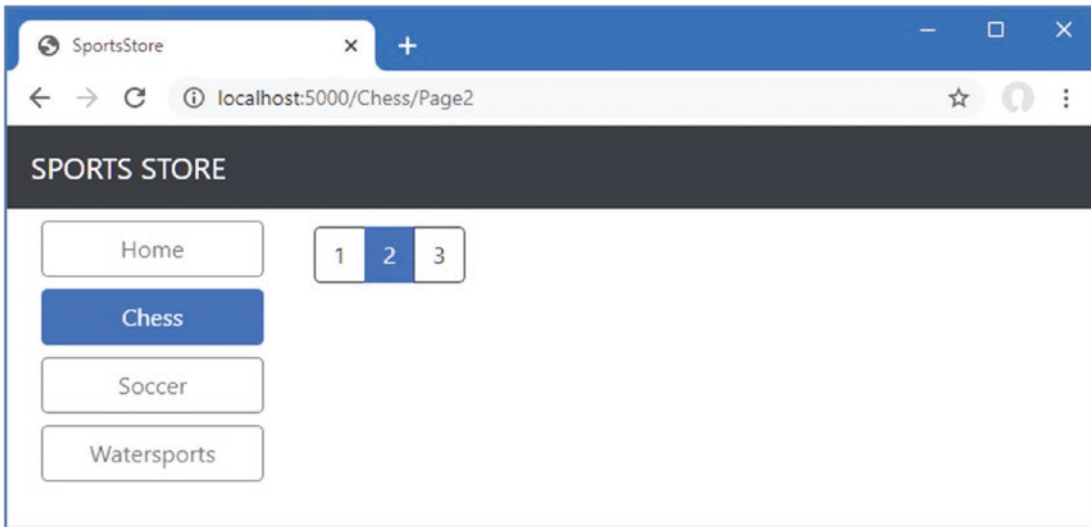 SportsStore
localhost:5000/Chess/Page2
SPORTS STORE
Home
1 2 3
Chess
Soccer
Watersports